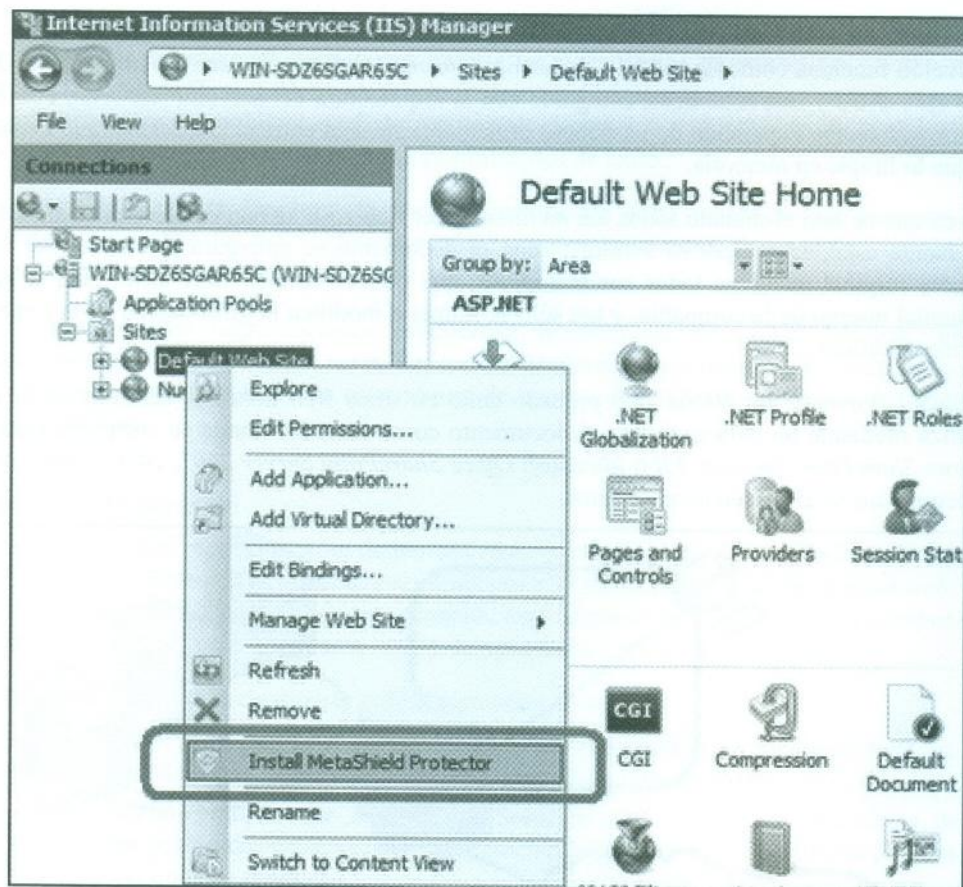 Internet Information Services (IIS) Manager
WIN-SDZ6SGAR65C ▸ Sites ▸ Default Web Site ▸
File View Help
Connections
Start Page
WIN-SDZ6SGAR65C (WIN-SDZ6SG
Application Pools
Sites
Default Web Site
Explore
Edit Permissions...
Add Application...
Add Virtual Directory...
Edit Bindings...
Manage Web Site
Refresh
Remove
Install MetaShield Protector
Rename
Switch to Content View
Default Web Site Home
Group by: Area
ASP.NET
.NET Globalization
.NET Profile
.NET Roles
Pages and Controls
Providers
Session Stat
CGI
CGI
Compression
Default Document